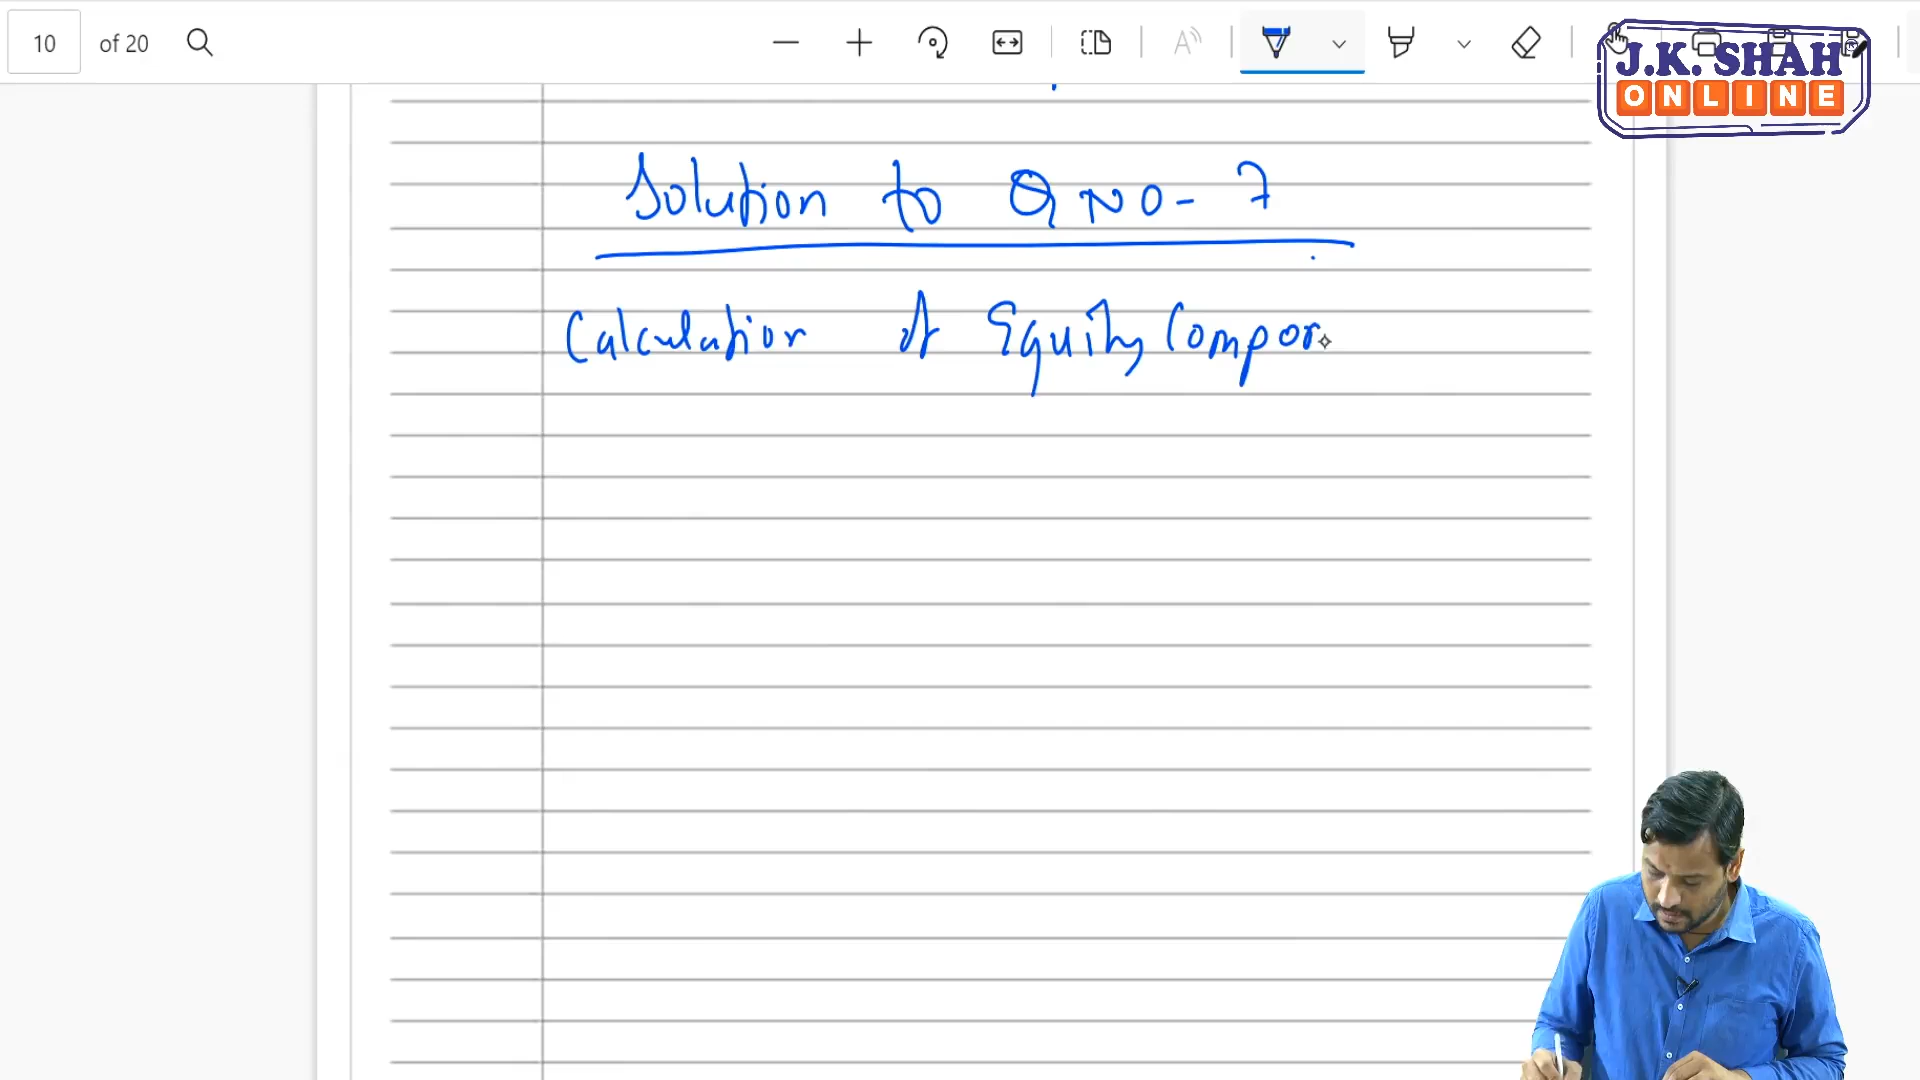 10 of 20
J.K. SHAH
ONLINE
Solution to Q NO- 7
Calculation of Equity Compor